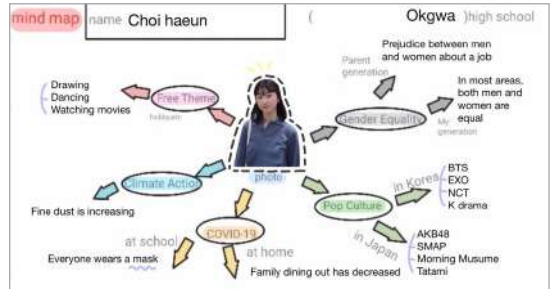 mind map name Choi haeun ( Okgwa )high school
Drawing
Dancing
Watching movies
Free Theme
Parent
generation
Prejudice between men
and women about a job
Gender Equality
In most areas,
both men and
women are
equal
My
generation
photo
Climate Action
Fine dust is increasing
COVID-19
at school
Everyone wears a mask
at home
Family dining out has decreased
Pop Culture
in Korea
BTS
EXO
NCT
K drama
in Japan
AKB48
SMAP
Morning Musume
Tatami